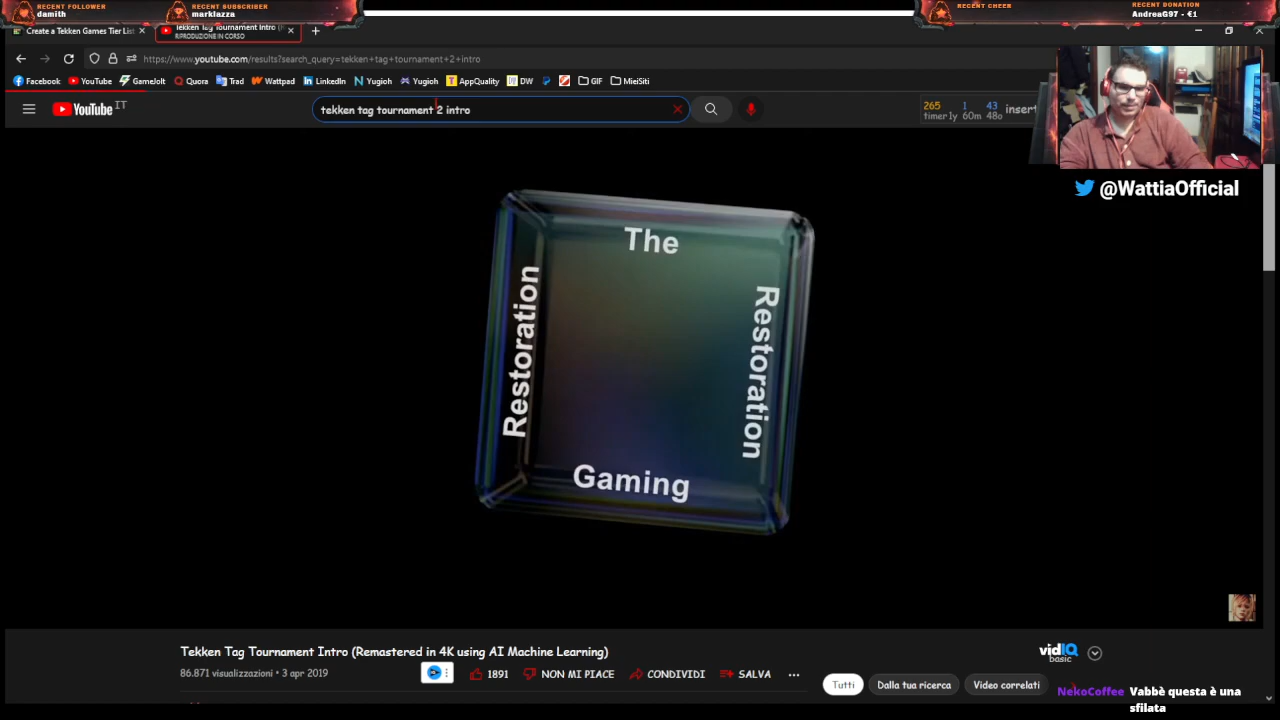 RECENT FOLLOWER
damith
RECENT SUBSCRIBER
marklazza
RECENT CHEER
RECENT DONATION
AndreaG97 - €1
Create a Tekken Games Tier List
Tekken Tag Tournament Intro (
RIPRODUZIONE IN CORSO
https://www.youtube.com/results?search_query=tekken+tag+tournament+2+intro
Facebook
YouTube
GameJolt
Quora
Trad
Wattpad
LinkedIn
Yugioh
Yugioh
AppQuality
DW
GIF
MieiSiti
YouTube IT
tekken tag tournament 2 intro
265 1 43 insert
timer 1y 60m 48o
@WattiaOfficial
The
Restoration
Restoration
Gaming
Tekken Tag Tournament Intro (Remastered in 4K using AI Machine Learning)
86.871 visualizzazioni • 3 apr 2019
1891
NON MI PIACE
CONDIVIDI
SALVA
vidIQ
basic
Tutti
Dalla tua ricerca
Video correlati
NekoCoffee Vabbè questa è una
sfilata